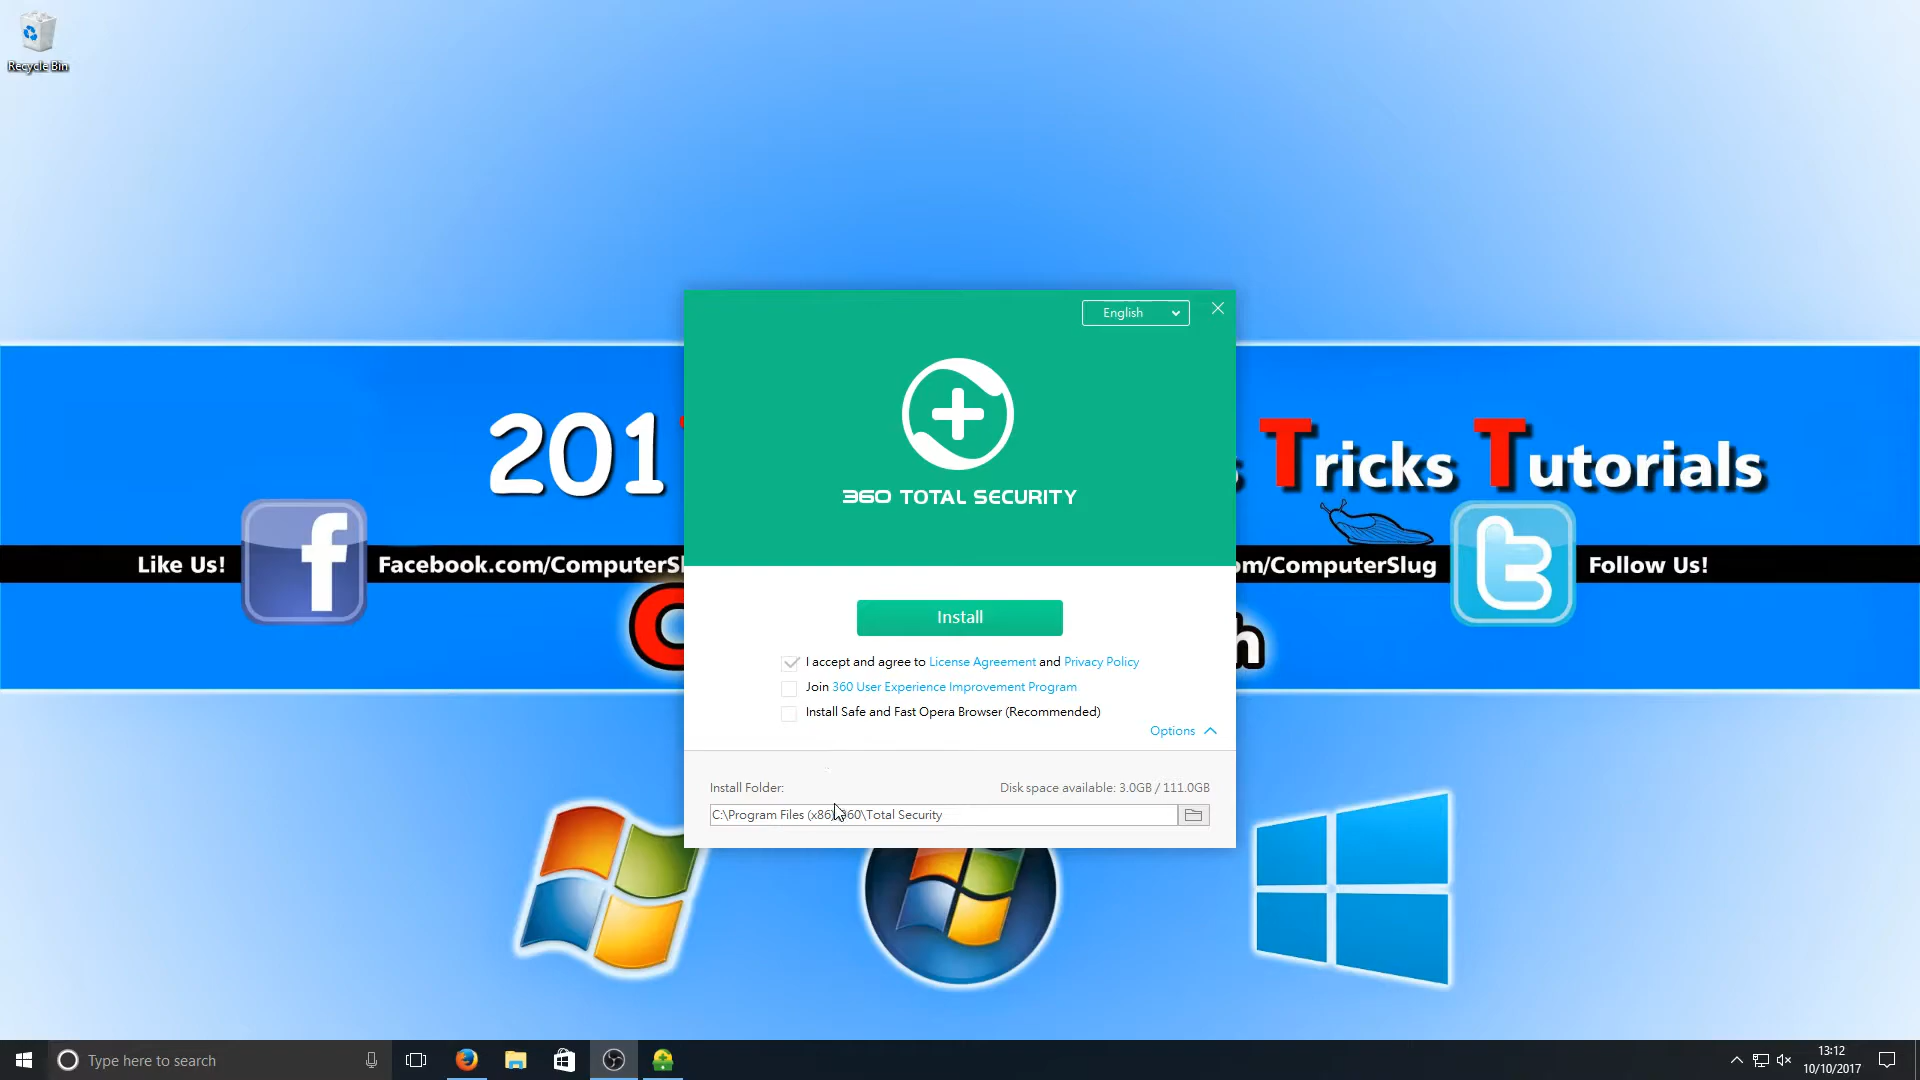 Recycle Bin
English
201
Tricks Tutorials
360 TOTAL SECURITY
Like Us!
Facebook.com/ComputerSl
om/ComputerSlug
Follow Us!
Install
I accept and agree to License Agreement and Privacy Policy
Join 360 User Experience Improvement Program
Install Safe and Fast Opera Browser (Recommended)
Options
Install Folder:
Disk space available: 3.0GB / 111.0GB
C:\Program Files (x86)\360\Total Security
Type here to search
13:12
10/10/2017